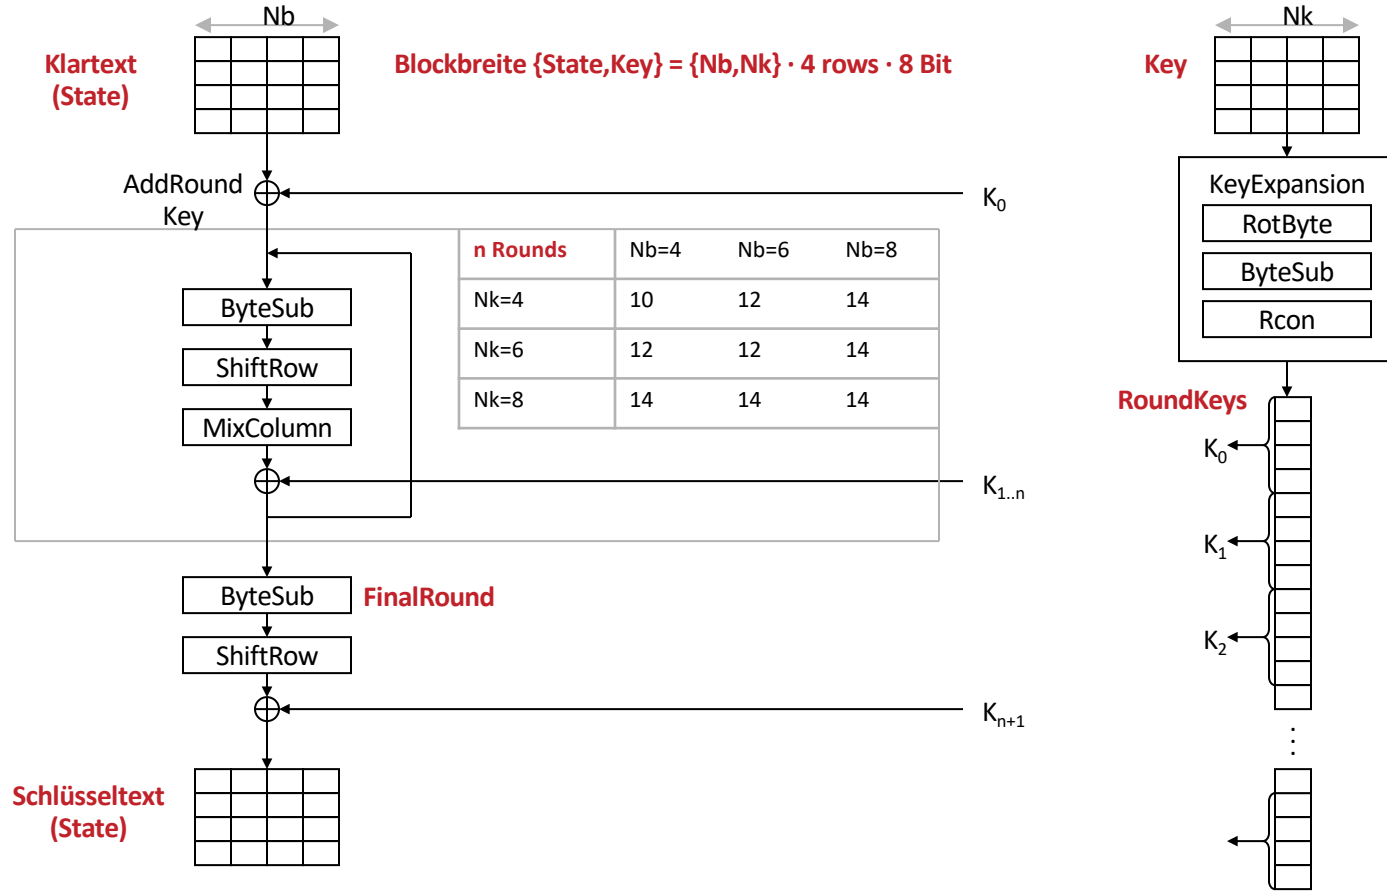 Nb
Klartext
(State)
Blockbreite {State,Key} = {Nb,Nk} · 4 rows · 8 Bit
Nk
Key
AddRound
Key
K0
KeyExpansion
RotByte
ByteSub
Rcon
n Rounds Nb=4 Nb=6 Nb=8
Nk=4 10 12 14
Nk=6 12 12 14
Nk=8 14 14 14
ByteSub
ShiftRow
MixColumn
K1..n
RoundKeys
K0
K1
K2
ByteSub
FinalRound
ShiftRow
Kn+1
Schlüsseltext
(State)